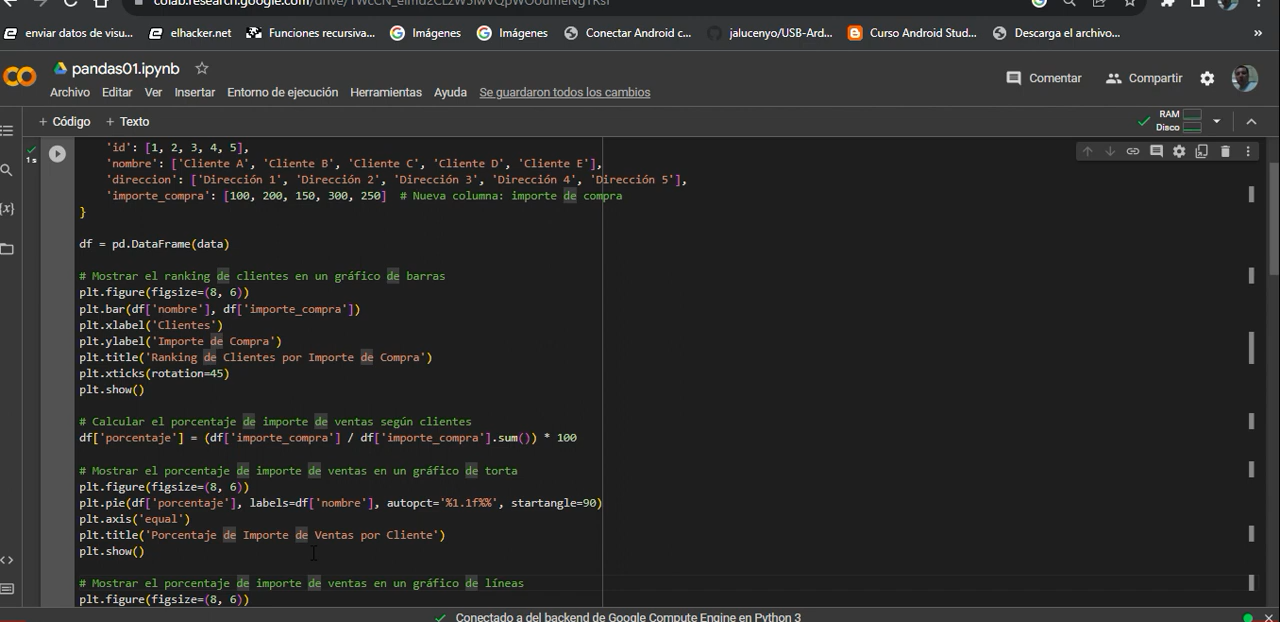 enviar datos de visu...
elhacker.net
Funciones recursiva...
Imágenes
Imágenes
Conectar Android c...
jalucenyo/USB-Ard...
Curso Android Stud...
Descarga el archivo...
»
pandas01.ipynb
Comentar
Compartir
Archivo Editar Ver Insertar Entorno de ejecución Herramientas Ayuda Se guardaron todos los cambios
+ Código + Texto
RAM
Disco
1 s
'id': [1, 2, 3, 4, 5],
'nombre': ['Cliente A', 'Cliente B', 'Cliente C', 'Cliente D', 'Cliente E'],
'direccion': ['Dirección 1', 'Dirección 2', 'Dirección 3', 'Dirección 4', 'Dirección 5'],
'importe_compra': [100, 200, 150, 300, 250]  # Nueva columna: importe de compra
}
df = pd.DataFrame(data)
# Mostrar el ranking de clientes en un gráfico de barras
plt.figure(figsize=(8, 6))
plt.bar(df['nombre'], df['importe_compra'])
plt.xlabel('Clientes')
plt.ylabel('Importe de Compra')
plt.title('Ranking de Clientes por Importe de Compra')
plt.xticks(rotation=45)
plt.show()
# Calcular el porcentaje de importe de ventas según clientes
df['porcentaje'] = (df['importe_compra'] / df['importe_compra'].sum()) * 100
# Mostrar el porcentaje de importe de ventas en un gráfico de torta
plt.figure(figsize=(8, 6))
plt.pie(df['porcentaje'], labels=df['nombre'], autopct='%1.1f%%', startangle=90)
plt.axis('equal')
plt.title('Porcentaje de Importe de Ventas por Cliente')
plt.show()
# Mostrar el porcentaje de importe de ventas en un gráfico de líneas
plt.figure(figsize=(8, 6))
Conectado a del backend de Google Compute Engine en Python 3